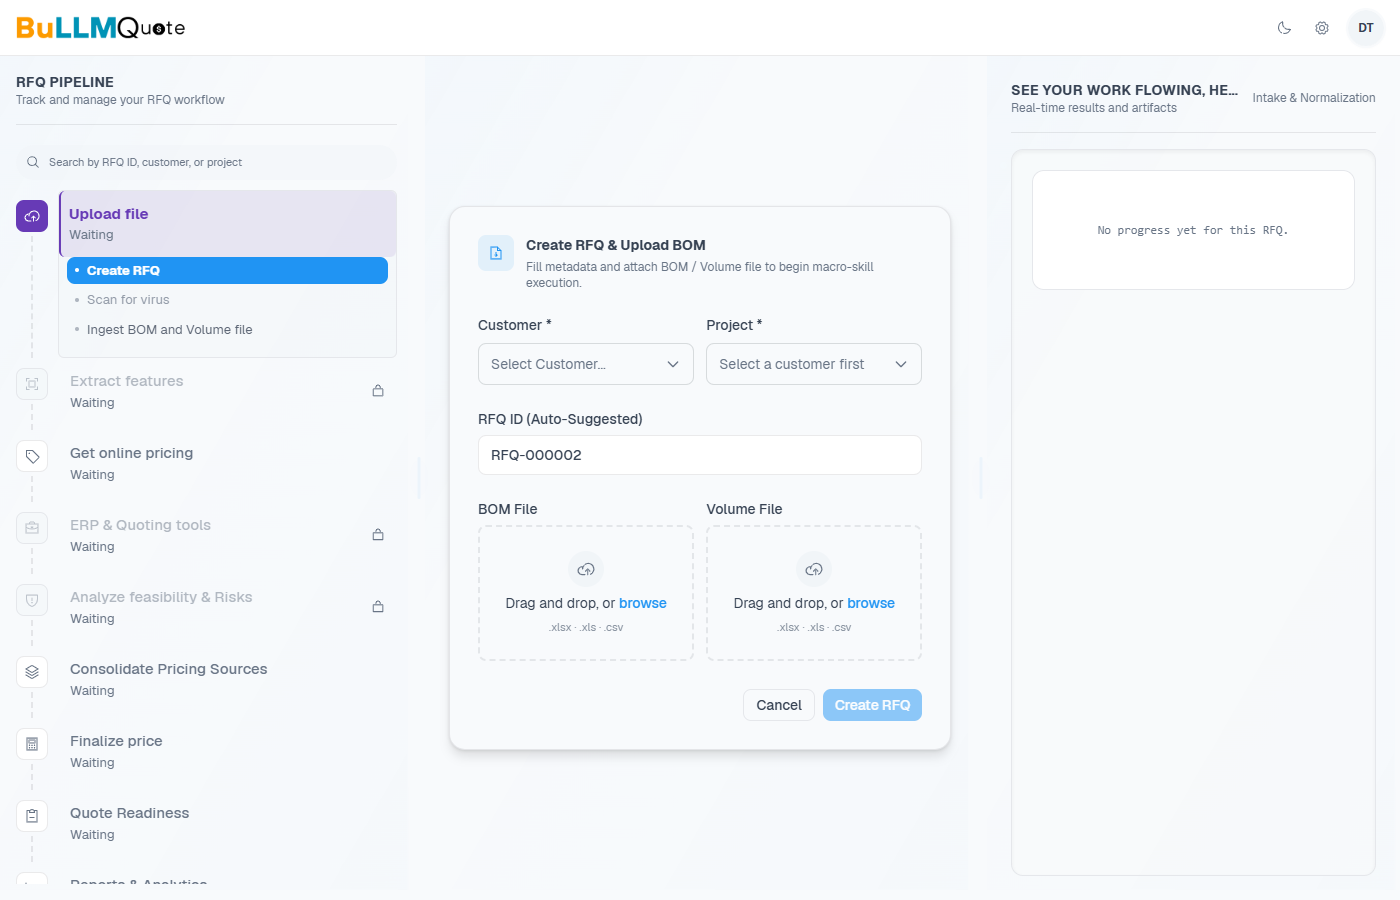 BuLLMQuote
DT
RFQ PIPELINE
Track and manage your RFQ workflow
Search by RFQ ID, customer, or project
Upload file
Waiting
Create RFQ
Scan for virus
Ingest BOM and Volume file
Extract features
Waiting
Get online pricing
Waiting
ERP & Quoting tools
Waiting
Analyze feasibility & Risks
Waiting
Consolidate Pricing Sources
Waiting
Finalize price
Waiting
Quote Readiness
Waiting
Reports & Analytics
Create RFQ & Upload BOM
Fill metadata and attach BOM / Volume file to begin macro-skill
execution.
Customer *
Project *
Select Customer...
Select a customer first
RFQ ID (Auto-Suggested)
RFQ-000002
BOM File
Volume File
Drag and drop, or browse
.xlsx · .xls · .csv
Drag and drop, or browse
.xlsx · .xls · .csv
Cancel
Create RFQ
SEE YOUR WORK FLOWING, HE...
Intake & Normalization
Real-time results and artifacts
No progress yet for this RFQ.